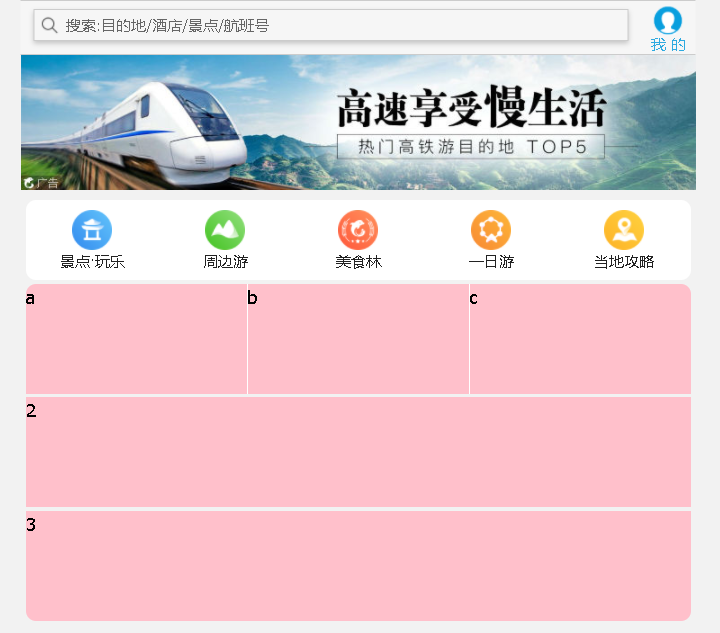 搜索:目的地/酒店/景点/航班号
我 的
高速享受慢生活
热门高铁游目的地 TOP5
广告
景点·玩乐
周边游
美食林
一日游
当地攻略
a
b
c
2
3